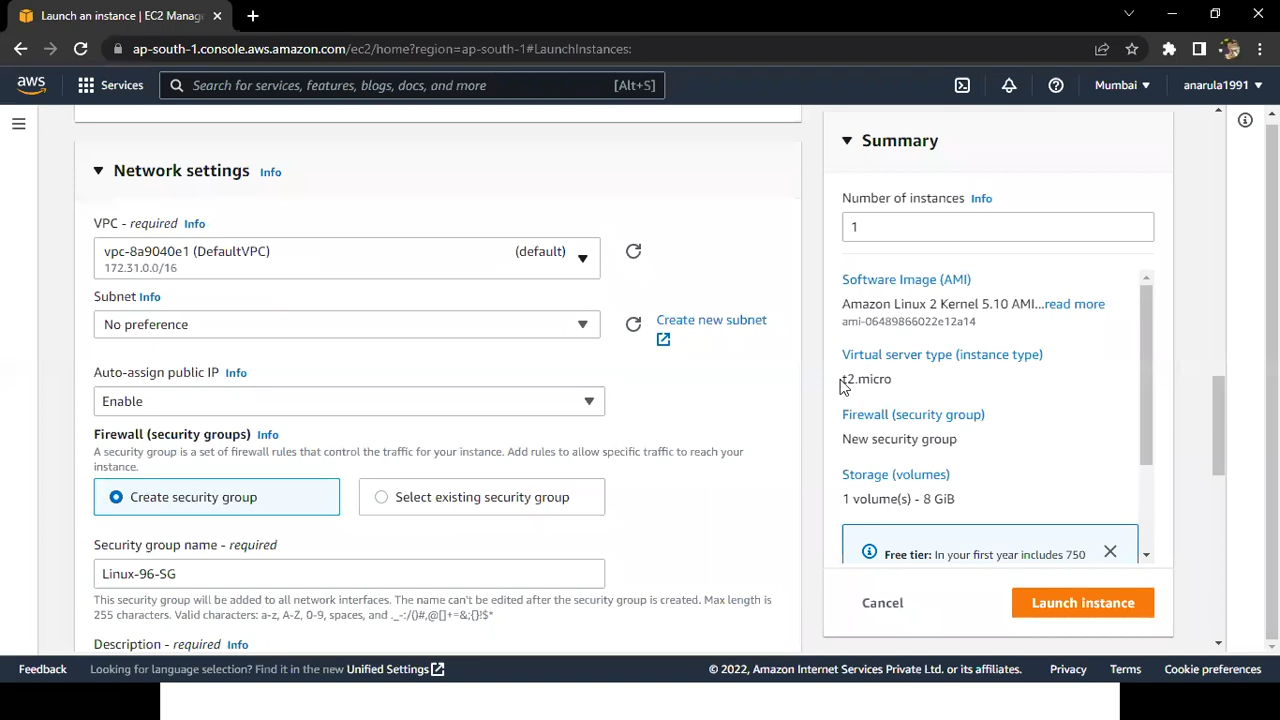 Launch an instance | EC2 Manag
ap-south-1.console.aws.amazon.com/ec2/home?region=ap-south-1#LaunchInstances:
aws
Services
Search for services, features, blogs, docs, and more
[Alt+S]
Mumbai
anarula1991
Network settings Info
VPC - required Info
vpc-8a9040e1 (DefaultVPC) (default)
172.31.0.0/16
Subnet Info
No preference
Create new subnet
Auto-assign public IP Info
Enable
Firewall (security groups) Info
A security group is a set of firewall rules that control the traffic for your instance. Add rules to allow specific traffic to reach your
instance.
Create security group
Select existing security group
Security group name - required
Linux-96-SG
This security group will be added to all network interfaces. The name can't be edited after the security group is created. Max length is
255 characters. Valid characters: a-z, A-Z, 0-9, spaces, and ._-:/()#,@[]+=&;{}!$*
Description - required Info
Summary
Number of instances Info
1
Software Image (AMI)
Amazon Linux 2 Kernel 5.10 AMI...read more
ami-06489866022e12a14
Virtual server type (instance type)
t2.micro
Firewall (security group)
New security group
Storage (volumes)
1 volume(s) - 8 GiB
Free tier: In your first year includes 750
Cancel
Launch instance
Feedback
Looking for language selection? Find it in the new Unified Settings
© 2022, Amazon Internet Services Private Ltd. or its affiliates.
Privacy
Terms
Cookie preferences